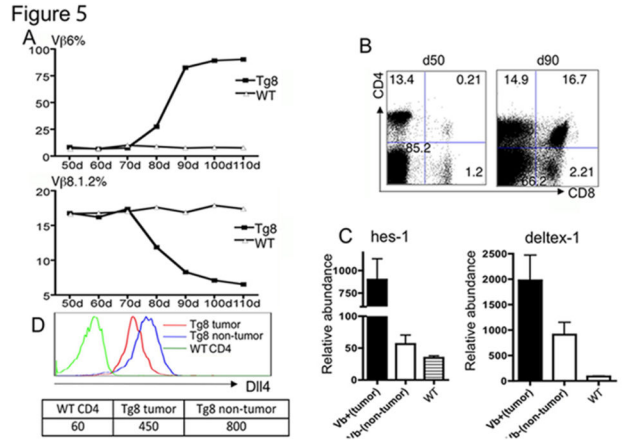 Figure 5
A
Vβ6%
100
75
50
25
0
50d 60d 70d 80d 90d 100d 110d
Tg8
WT
Vβ8.1.2%
20
15
10
5
50d 60d 70d 80d 90d 100d 110d
Tg8
WT
B
d50
d90
13.4 0.21
85.2
1.2
14.9 16.7
66.2
2.21
CD4
CD8
C
hes-1
Relative abundance
1000
750
100
50
0
Vb+(tumor)
Vb-(non-tumor)
WT
deltex-1
Relative abundance
2500
2000
1500
1000
500
0
Vb+(tumor)
Vb-(non-tumor)
WT
D
Tg8 tumor
Tg8 non-tumor
WT CD4
Dll4
WT CD4 Tg8 tumor Tg8 non-tumor
60 450 800